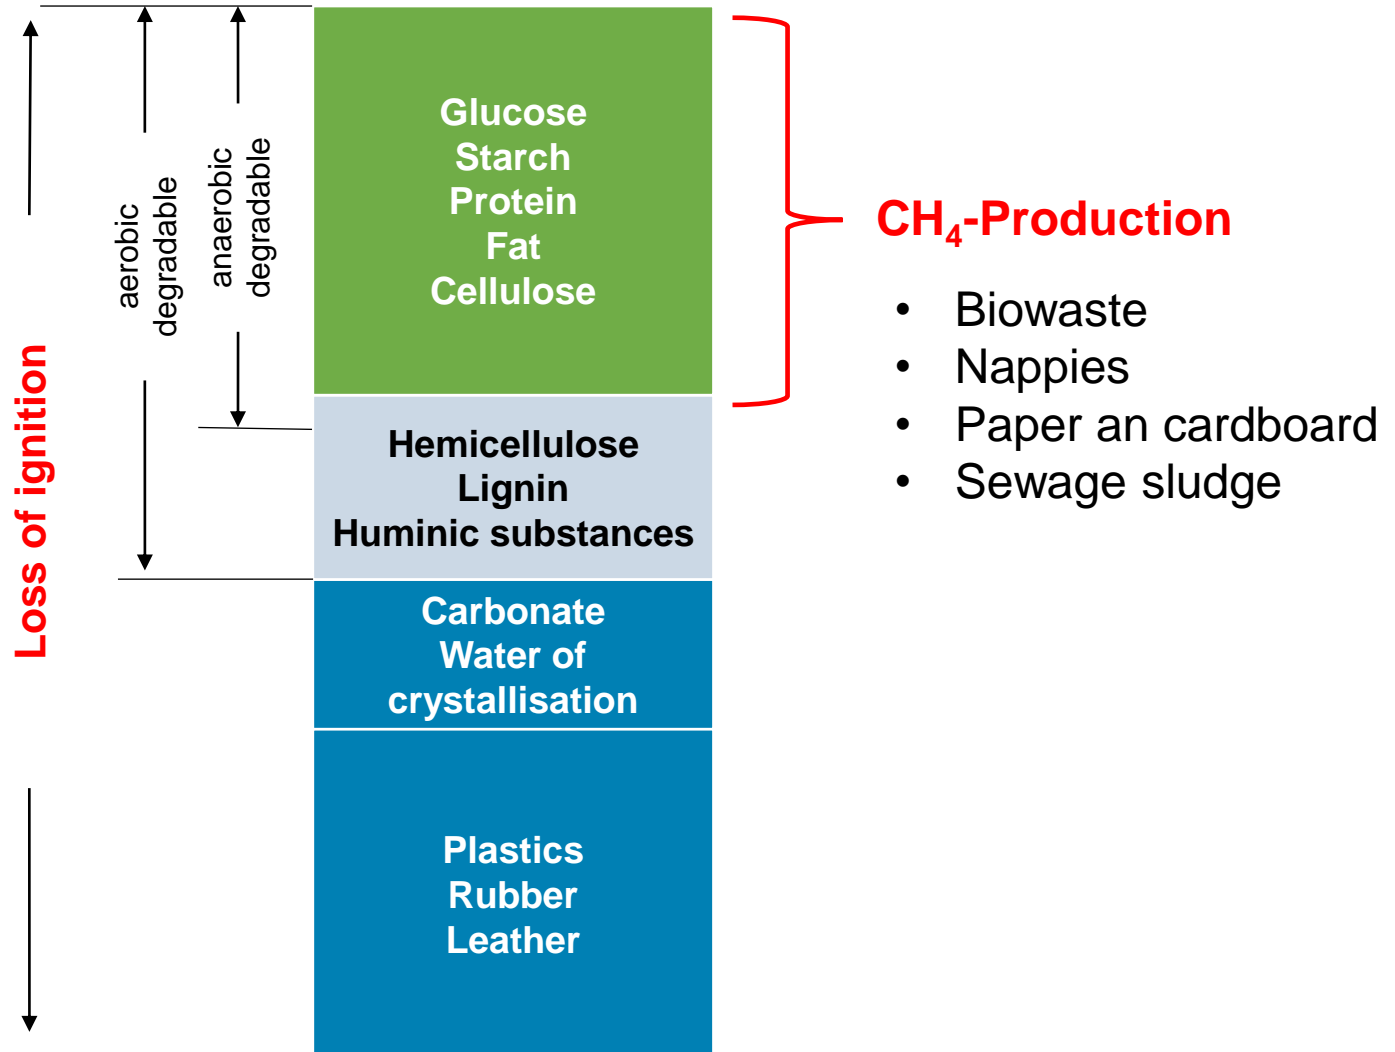 Loss of ignition
aerobic
degradable
anaerobic
degradable
Glucose
Starch
Protein
Fat
Cellulose
Hemicellulose
Lignin
Huminic substances
Carbonate
Water of
crystallisation
Plastics
Rubber
Leather
CH₄-Production
• Biowaste
• Nappies
• Paper an cardboard
• Sewage sludge